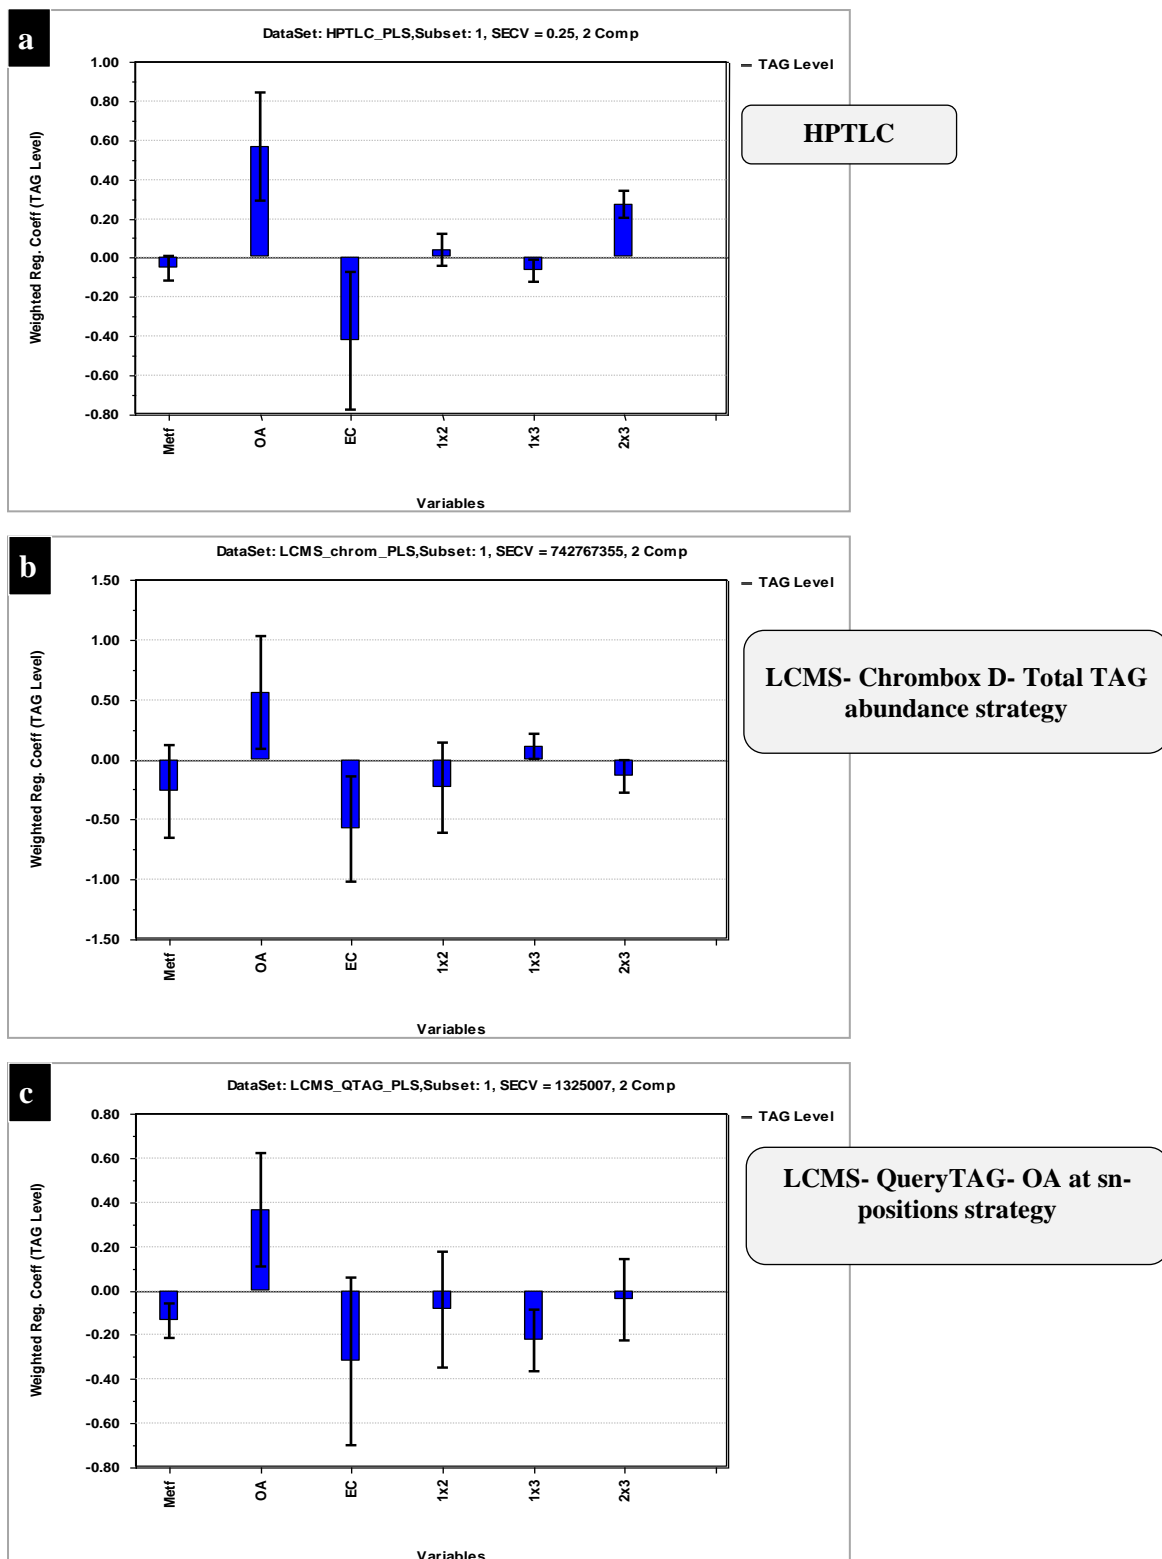 a
DataSet: HPTLC_PLS,Subset: 1, SECV = 0.25, 2 Comp
TAG Level
HPTLC
Weighted Reg. Coeff (TAG Level)
1.00
0.80
0.60
0.40
0.20
0.00
-0.20
-0.40
-0.60
-0.80
Metf
OA
EC
1x2
1x3
2x3
Variables
b
DataSet: LCMS_chrom_PLS,Subset: 1, SECV = 742767355, 2 Comp
TAG Level
LCMS- Chrombox D- Total TAG
abundance strategy
Weighted Reg. Coeff (TAG Level)
1.50
1.00
0.50
0.00
-0.50
-1.00
-1.50
Metf
OA
EC
1x2
1x3
2x3
Variables
c
DataSet: LCMS_QTAG_PLS,Subset: 1, SECV = 1325007, 2 Comp
TAG Level
LCMS- QueryTAG- OA at sn-
positions strategy
Weighted Reg. Coeff (TAG Level)
0.80
0.60
0.40
0.20
0.00
-0.20
-0.40
-0.60
-0.80
Metf
OA
EC
1x2
1x3
2x3
Variables